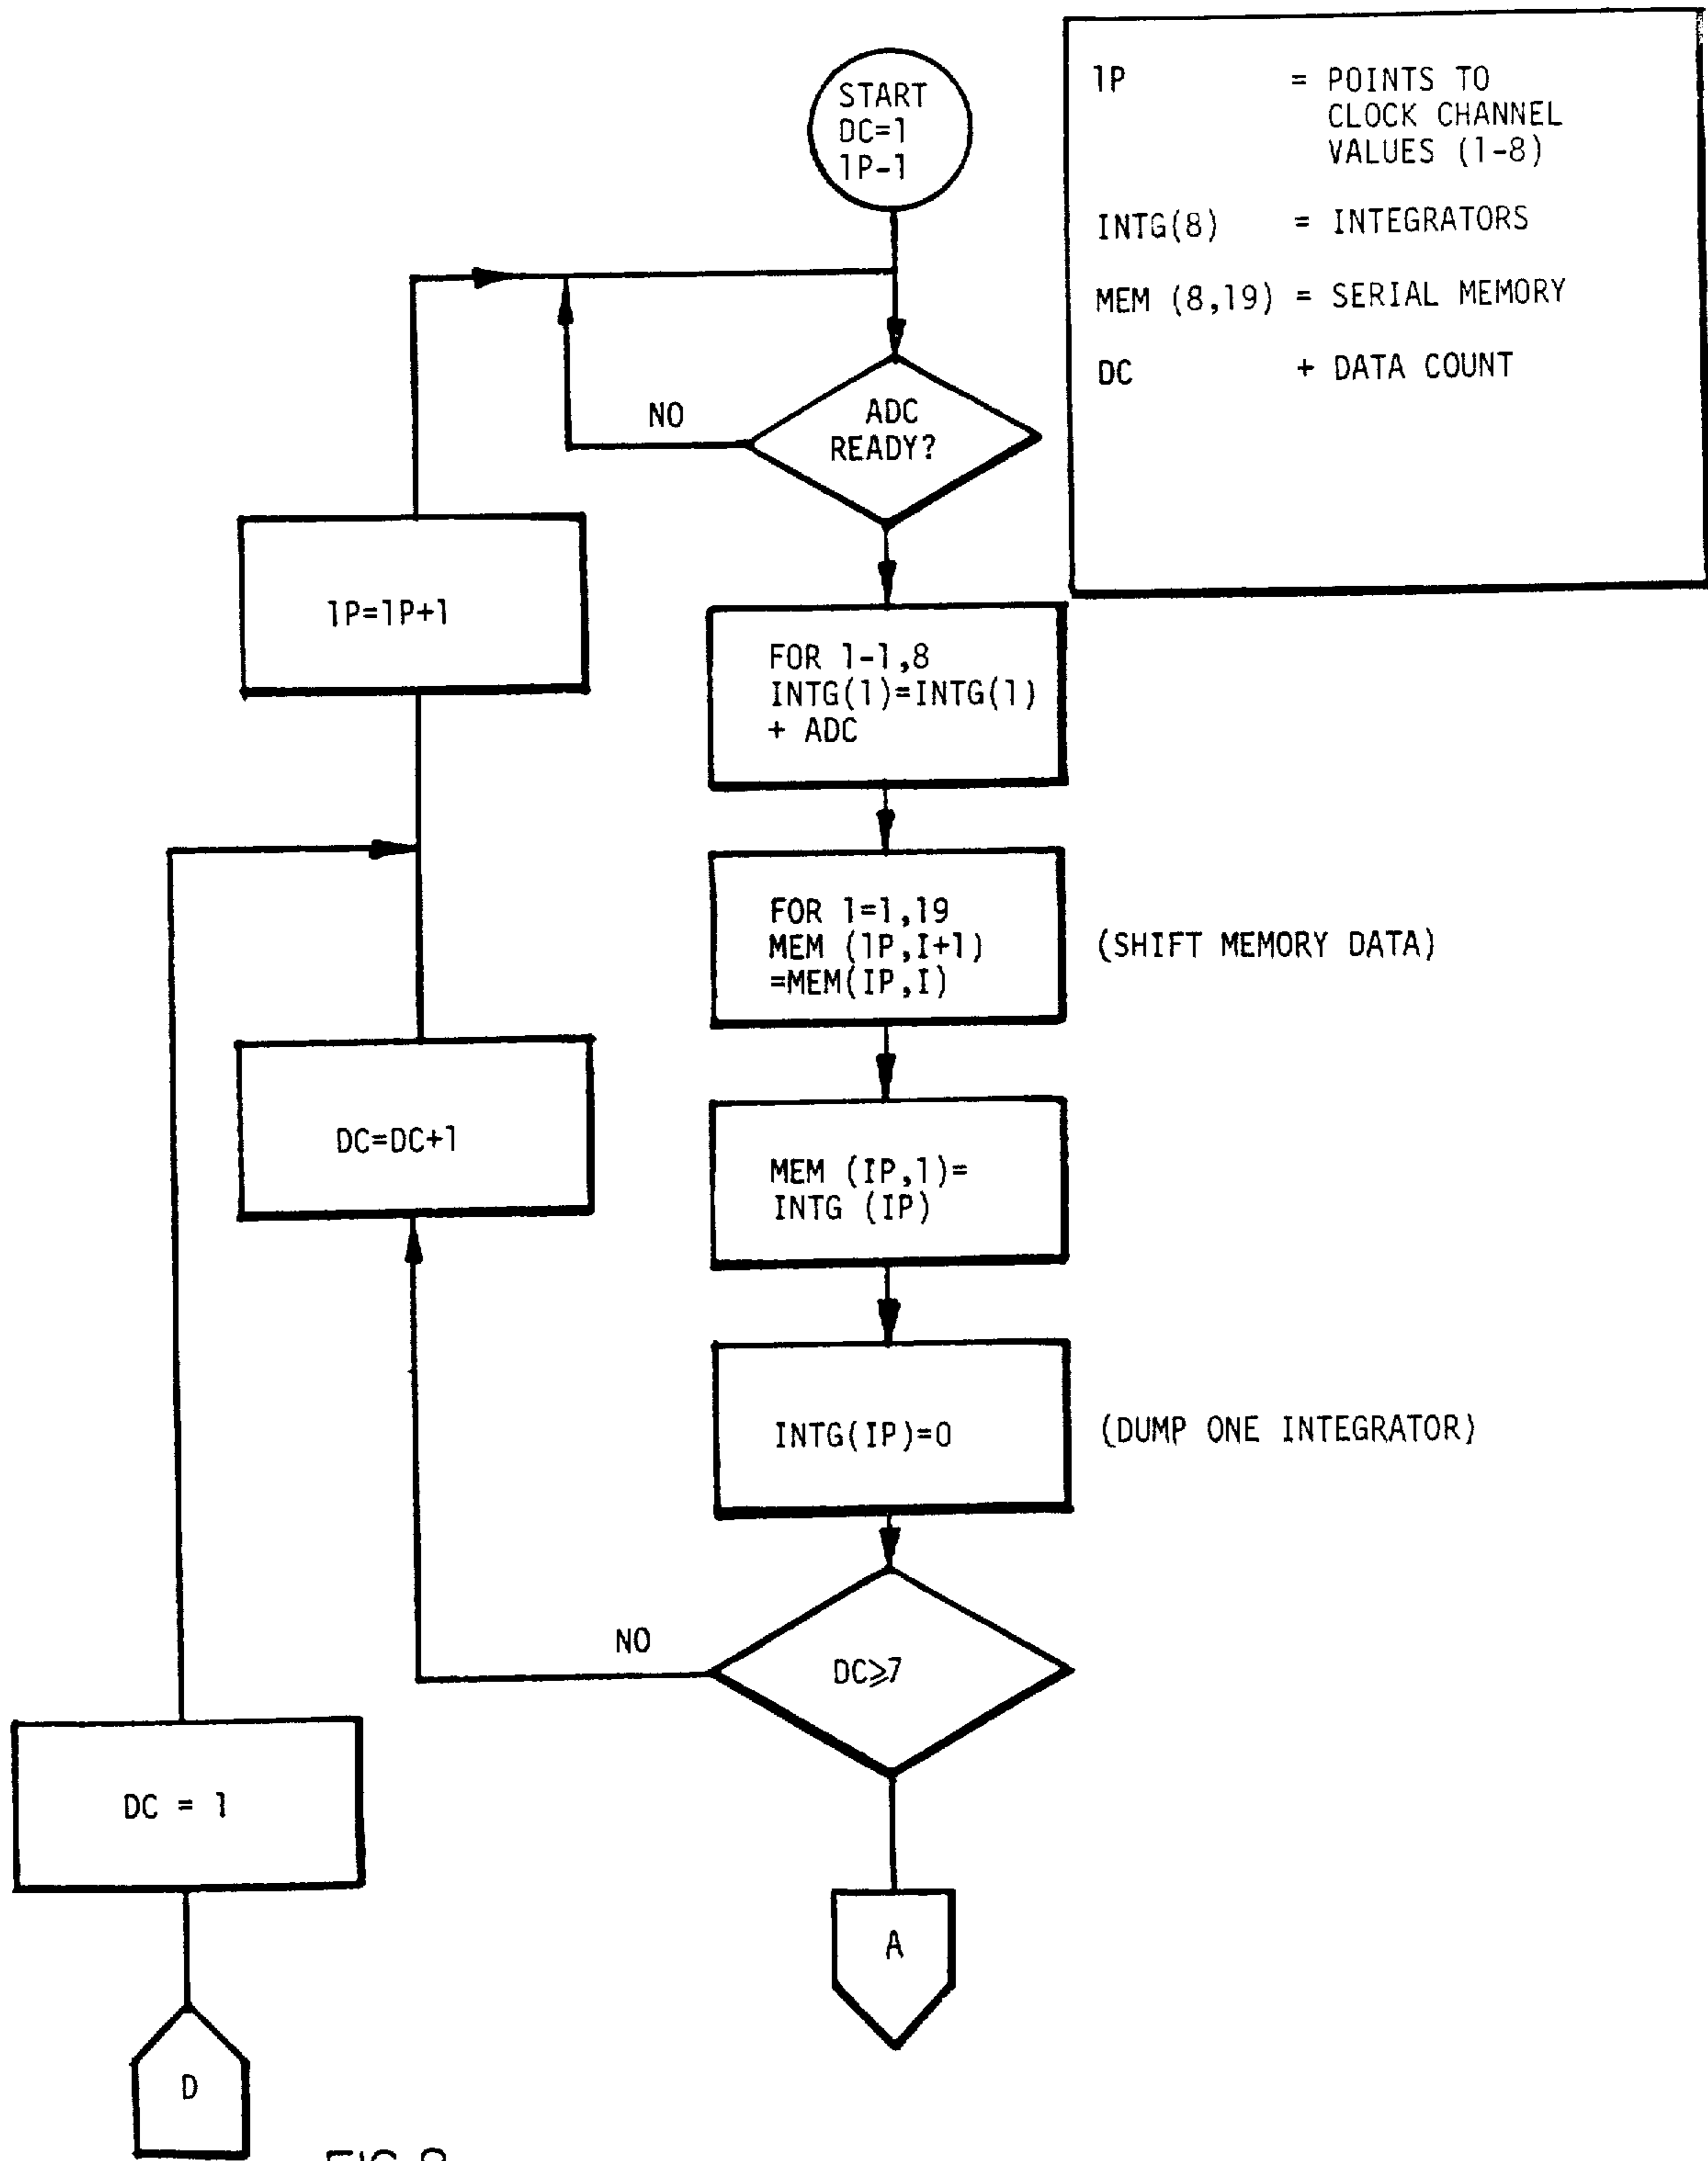 START
DC=1
1P-1
1P = POINTS TO
CLOCK CHANNEL
VALUES (1-8)
INTG(8) = INTEGRATORS
MEM (8,19) = SERIAL MEMORY
DC + DATA COUNT
NO
ADC
READY?
1P=1P+1
FOR 1-1,8
INTG(1)=INTG(1)
+ ADC
FOR 1=1,19
MEM (1P,I+1)
=MEM(IP,I)
(SHIFT MEMORY DATA)
DC=DC+1
MEM (IP,1)=
INTG (IP)
INTG(IP)=0
(DUMP ONE INTEGRATOR)
NO
DC⩾7
DC = 1
A
D